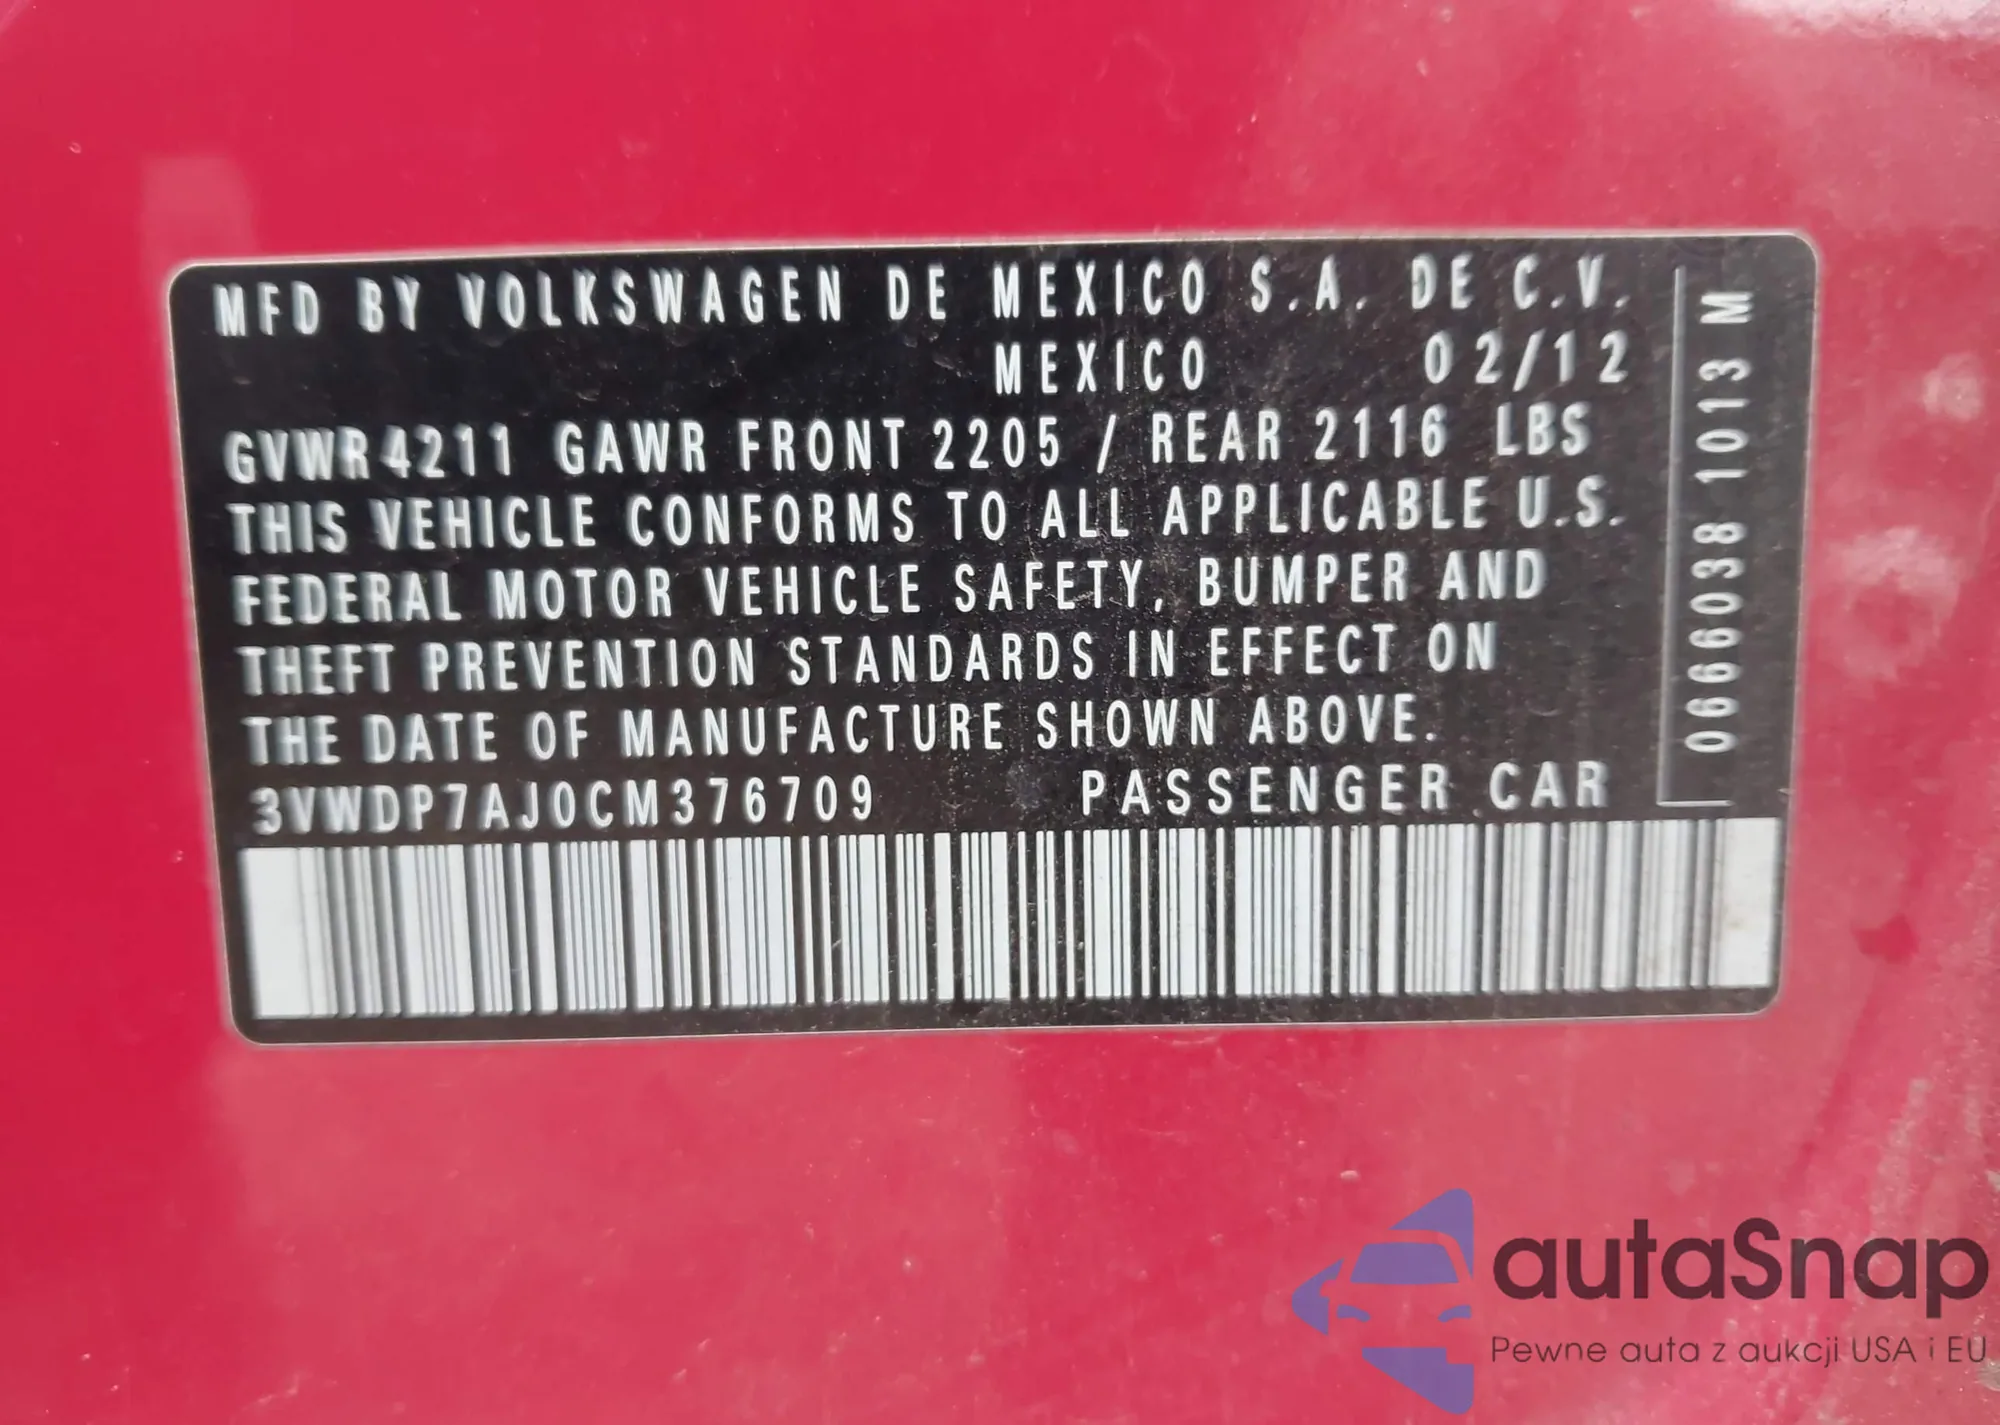 MFD BY VOLKSWAGEN DE MEXICO S.A. DE C.V.
MEXICO 02/12
GVWR 4211 GAWR FRONT 2205 / REAR 2116 LBS
THIS VEHICLE CONFORMS TO ALL APPLICABLE U.S.
FEDERAL MOTOR VEHICLE SAFETY, BUMPER AND
THEFT PREVENTION STANDARDS IN EFFECT ON
THE DATE OF MANUFACTURE SHOWN ABOVE.
3VWDP7AJ0CM376709 PASSENGER CAR
0666038 1013 M
autaSnap
Pewne auta z aukcji USA i EU